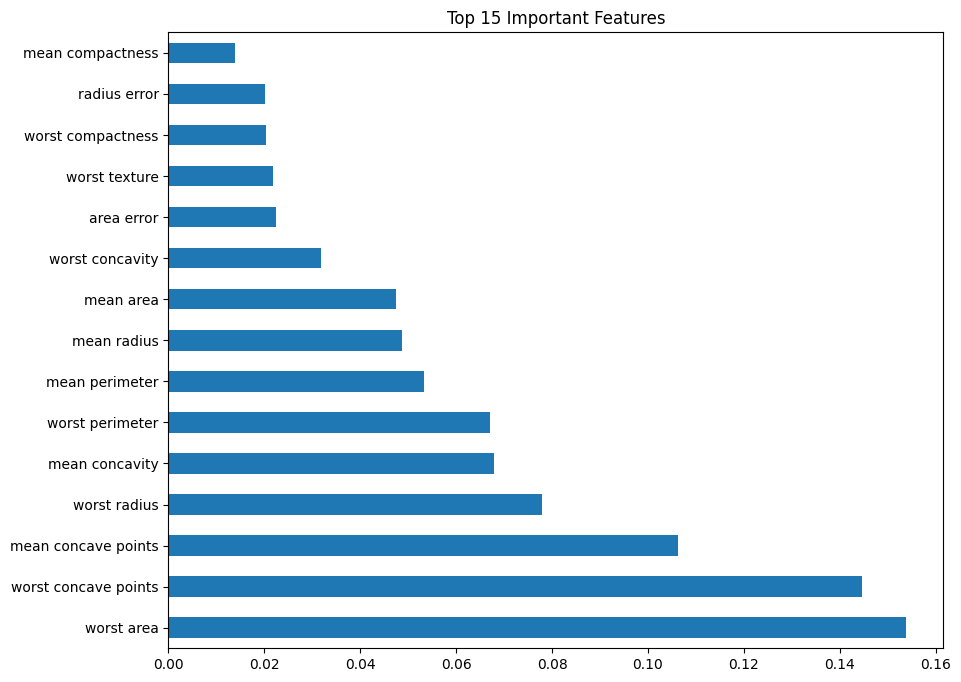 Top 15 Important Features
mean compactness
radius error
worst compactness
worst texture
area error
worst concavity
mean area
mean radius
mean perimeter
worst perimeter
mean concavity
worst radius
mean concave points
worst concave points
worst area
0.00 0.02 0.04 0.06 0.08 0.10 0.12 0.14 0.16